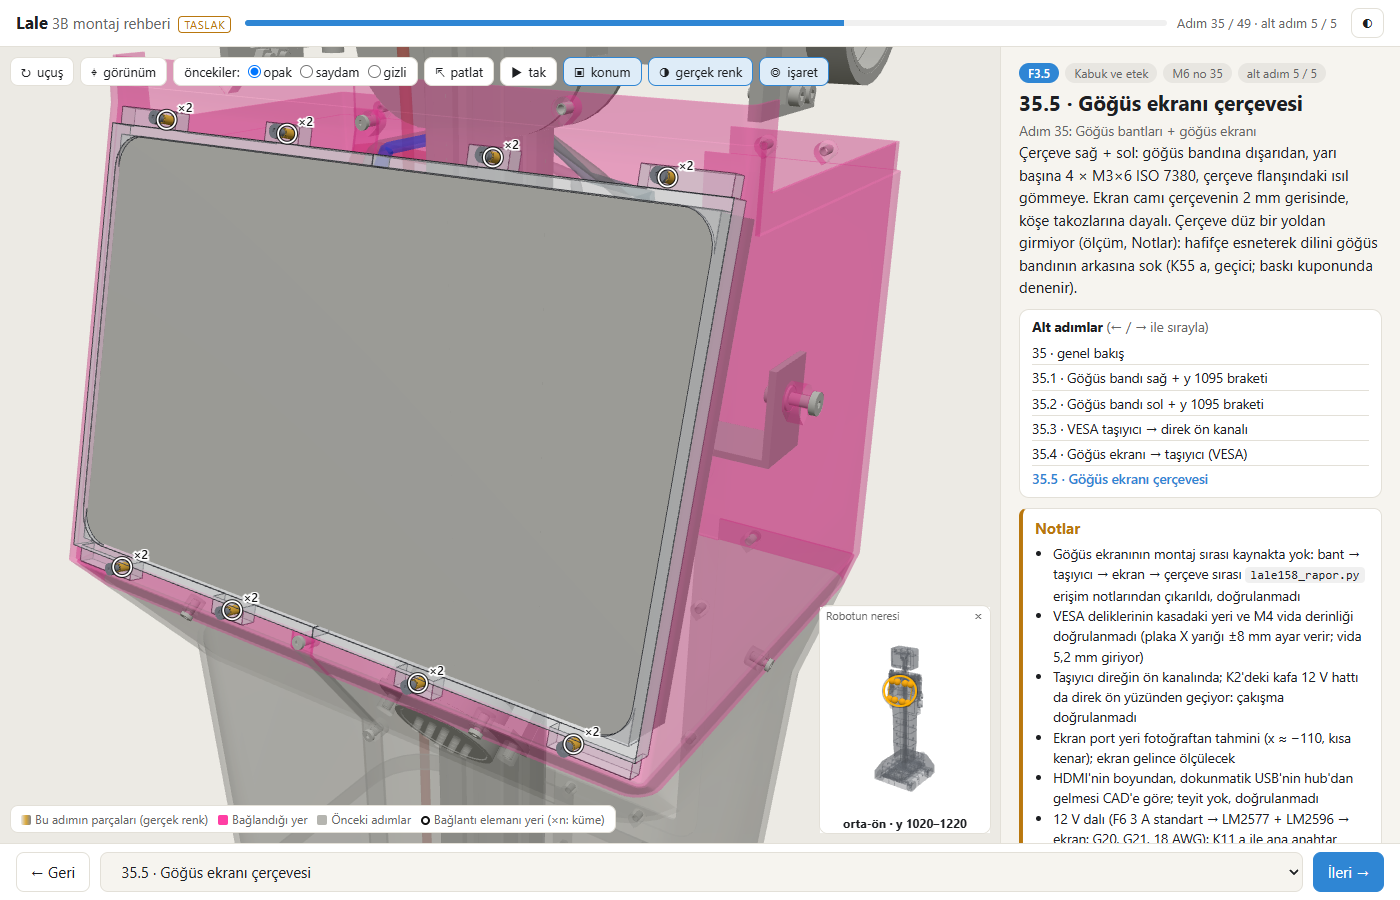 Lale 3B montaj rehberi TASLAK
Adım 35 / 49 · alt adım 5 / 5
↻ uçuş
⌖ görünüm
öncekiler: opak saydam gizli
⇱ patlat
▶ tak
▣ konum
◑ gerçek renk
◎ işaret
×2
×2
×2
×2
×2
×2
×2
×2
Bu adımın parçaları (gerçek renk)
Bağlandığı yer
Önceki adımlar
Bağlantı elemanı yeri (×n: küme)
Robotun neresi ×
orta-ön · y 1020–1220
F3.5
Kabuk ve etek
M6 no 35
alt adım 5 / 5
35.5 · Göğüs ekranı çerçevesi
Adım 35: Göğüs bantları + göğüs ekranı
Çerçeve sağ + sol: göğüs bandına dışarıdan, yarı
başına 4 × M3×6 ISO 7380, çerçeve flanşındaki ısıl
gömmeye. Ekran camı çerçevenin 2 mm gerisinde,
köşe takozlarına dayalı. Çerçeve düz bir yoldan
girmiyor (ölçüm, Notlar): hafifçe esneterek dilini göğüs
bandının arkasına sok (K55 a, geçici; baskı kuponunda
denenir).
Alt adımlar (← / → ile sırayla)
35 · genel bakış
35.1 · Göğüs bandı sağ + y 1095 braketi
35.2 · Göğüs bandı sol + y 1095 braketi
35.3 · VESA taşıyıcı → direk ön kanalı
35.4 · Göğüs ekranı → taşıyıcı (VESA)
35.5 · Göğüs ekranı çerçevesi
Notlar
• Göğüs ekranının montaj sırası kaynakta yok: bant →
taşıyıcı → ekran → çerçeve sırası lale158_rapor.py
erişim notlarından çıkarıldı, doğrulanmadı
• VESA deliklerinin kasadaki yeri ve M4 vida derinliği
doğrulanmadı (plaka X yarığı ±8 mm ayar verir; vida
5,2 mm giriyor)
• Taşıyıcı direğin ön kanalında; K2'deki kafa 12 V hattı
da direk ön yüzünden geçiyor: çakışma
doğrulanmadı
• Ekran port yeri fotoğraftan tahmini (x ≈ −110, kısa
kenar); ekran gelince ölçülecek
• HDMI'nin boyundan, dokunmatik USB'nin hub'dan
gelmesi CAD'e göre; teyit yok, doğrulanmadı
• 12 V dalı (F6 3 A standart → LM2577 + LM2596 →
ekran; G20, G21, 18 AWG); K11 a ile ana anahtar
← Geri
35.5 · Göğüs ekranı çerçevesi
İleri →